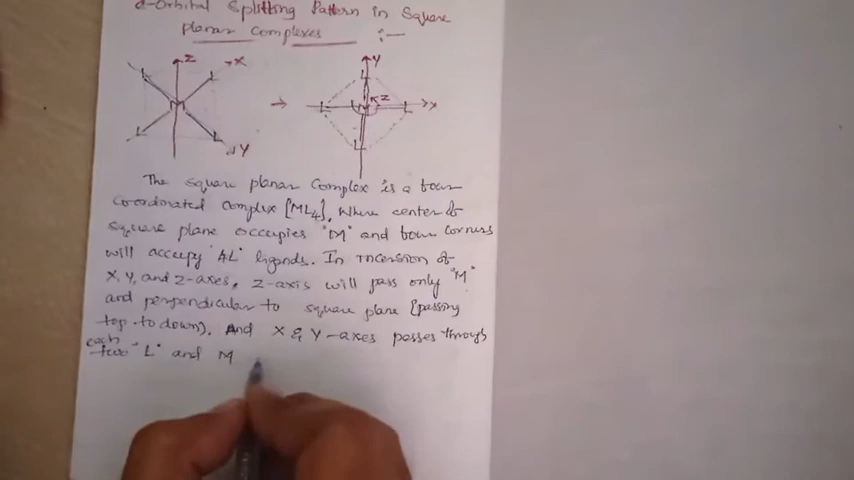 d-Orbital Splitting Pattern in Square
planar Complexes :-
Z
X
Y
L
L
L
L
M
Y
X
Z
L
L
L
L
M
The square planar Complex is a four
Coordinated Complex [ML4], where center of
square plane occupies "M" and four corners
will occupy "4L" ligands. In incersion of
X, Y, and Z-axes, Z-axis will pass only "M"
and perpendicular to square plane (passing
top to down). And X & Y-axes passes through
each
two "L" and M